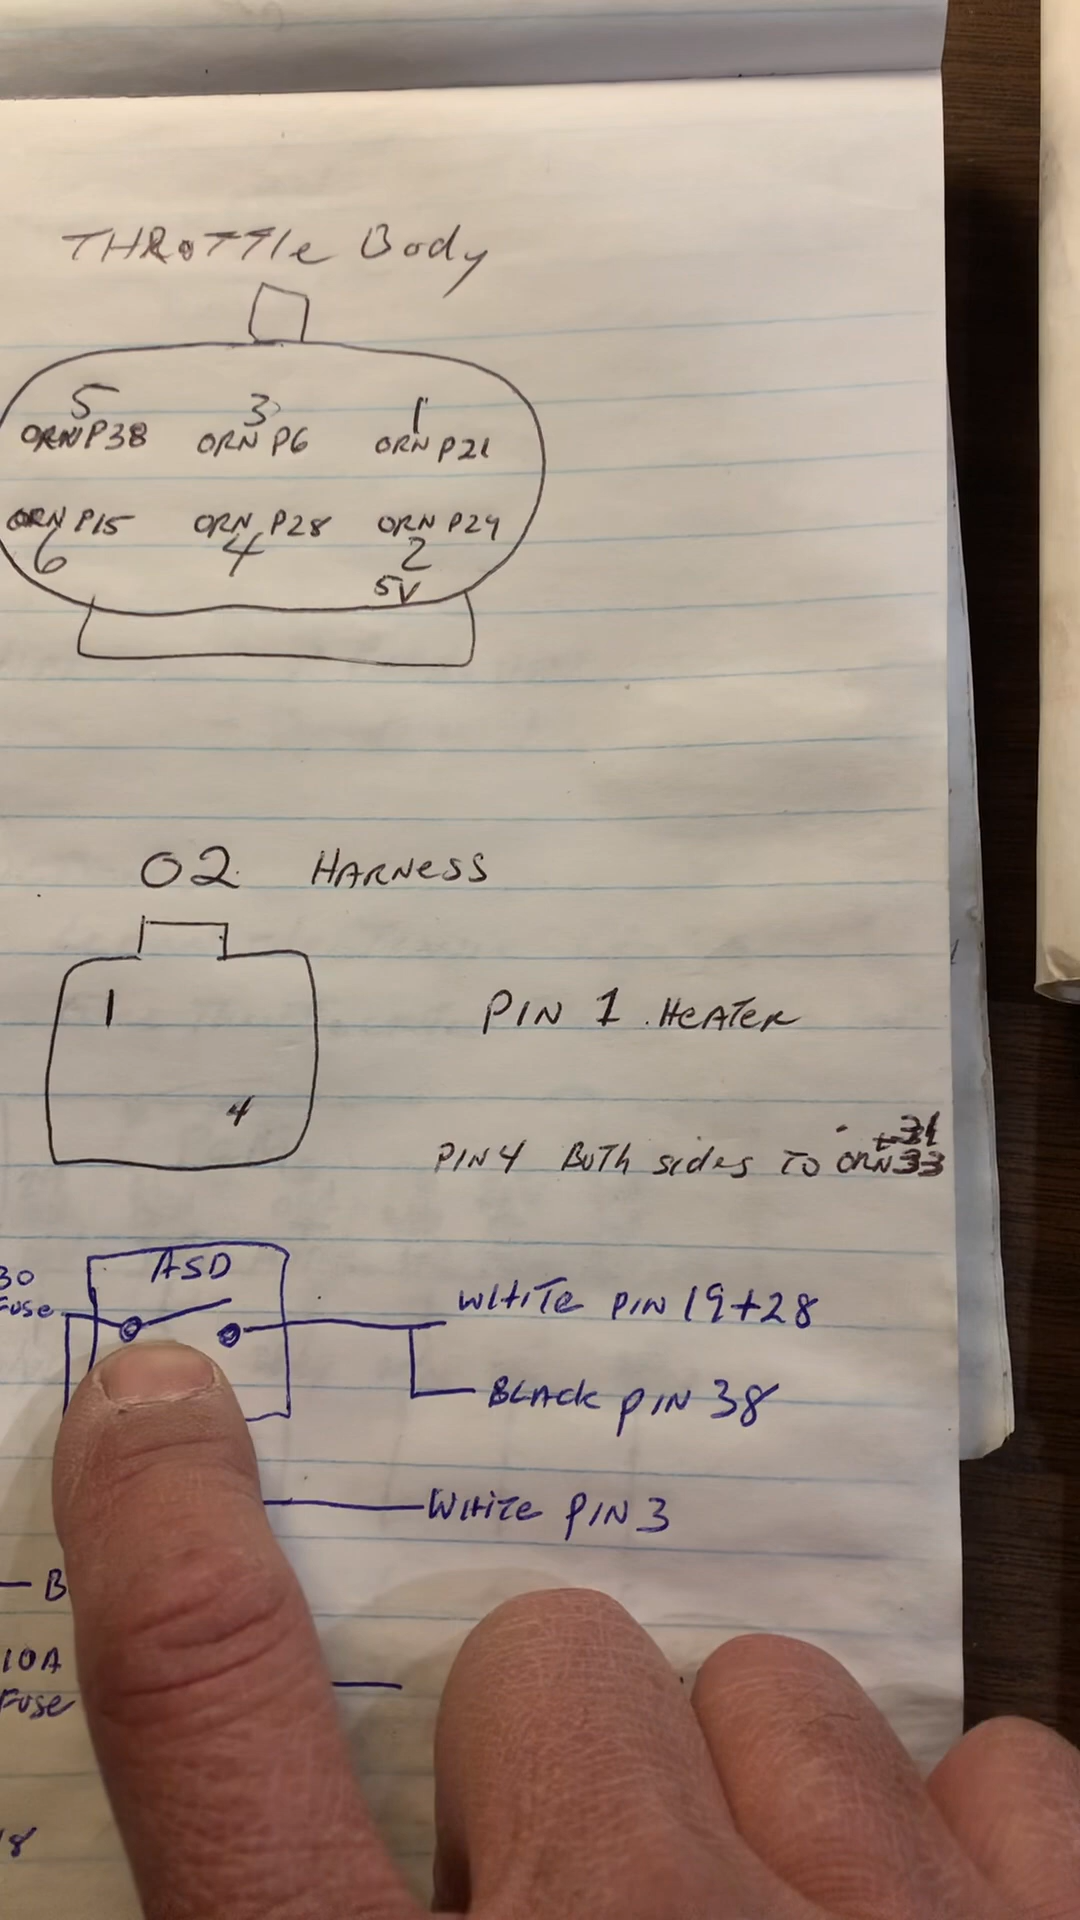 THROTTLE Body
5 3 1
ORN P38 ORN P6 ORN P21
ORN P15 ORN P28 ORN P29
6 4 2
5V
O2 HARNESS
1
PIN 1 HEATER
4
PIN 4 BOTH sides TO ORN 33
ASD
30
Fuse
WHITE PIN 19+28
BLACK PIN 38
WHITE PIN 3
B
10A
Fuse
8